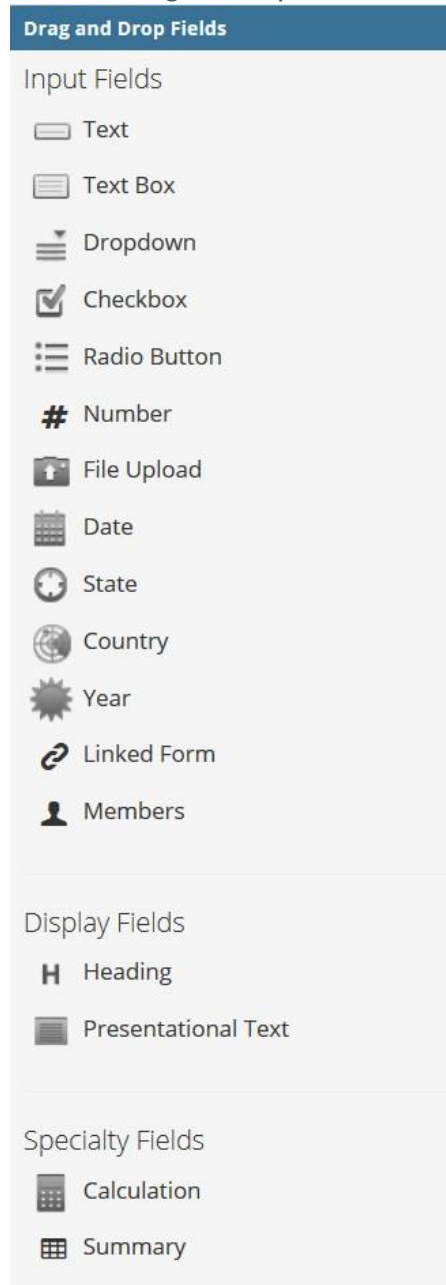 Drag and Drop Fields
Input Fields
Text
Text Box
Dropdown
Checkbox
Radio Button
# Number
File Upload
Date
State
Country
Year
Linked Form
Members
Display Fields
H Heading
Presentational Text
Specialty Fields
Calculation
Summary